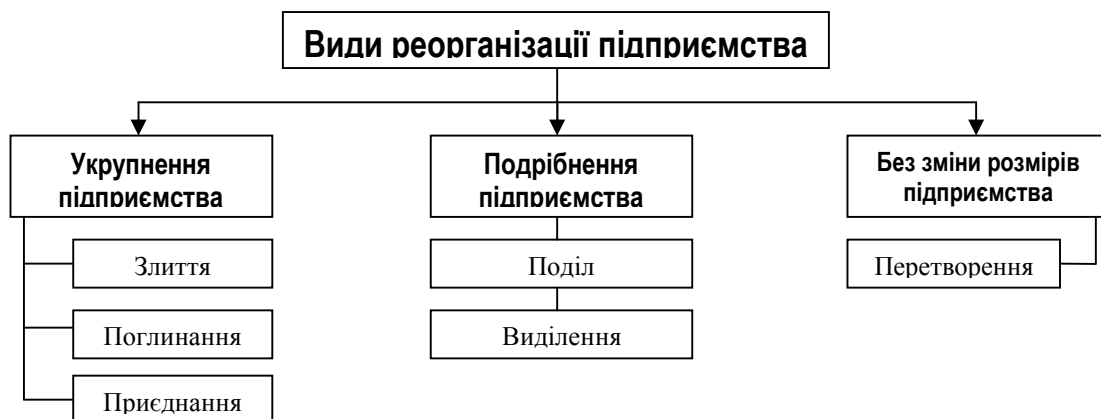 Види реорганізації підприємства
Укрупнення
підприємства
Подрібнення
підприємства
Без зміни розмірів
підприємства
Злиття
Поділ
Перетворення
Поглинання
Виділення
Приєднання